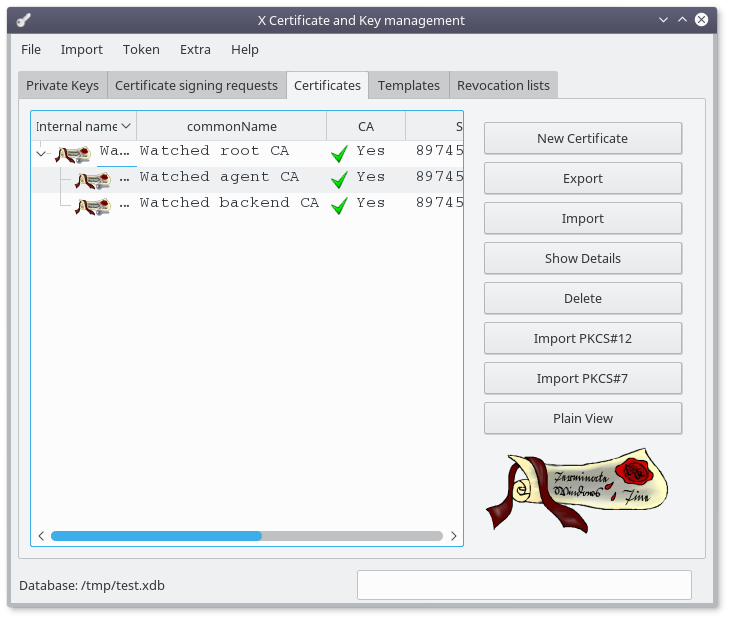 X Certificate and Key management
File Import Token Extra Help
Private Keys Certificate signing requests Certificates Templates Revocation lists
Internal name commonName CA S
Wa... Watched root CA Yes 89745
... Watched agent CA Yes 89745
... Watched backend CA Yes 89745
New Certificate
Export
Import
Show Details
Delete
Import PKCS#12
Import PKCS#7
Plain View
Terminate
Windows
Fine
Database: /tmp/test.xdb